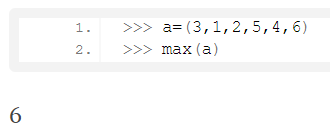 1. >>> a=(3,1,2,5,4,6)
2. >>> max(a)
6